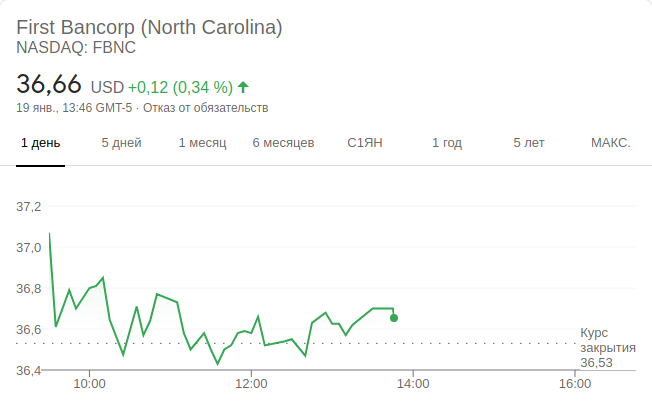 First Bancorp (North Carolina)
NASDAQ: FBNC
36,66 USD +0,12 (0,34 %)
19 янв., 13:46 GMT-5 · Отказ от обязательств
1 день 5 дней 1 месяц 6 месяцев С1ЯН 1 год 5 лет МАКС.
37,2
37,0
36,8
36,6
Курс
закрытия
36,53
36,4
10:00 12:00 14:00 16:00